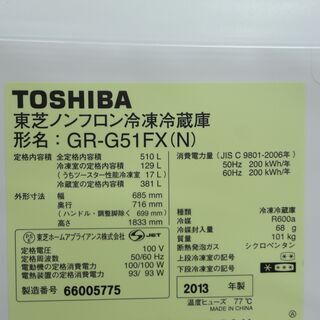 TOSHIBA
東芝ノンフロン冷凍冷蔵庫
形名：GR-G51FX(N)
定格内容積 全定格内容積 510 L
冷凍室の定格内容積 129 L
(うちツースター性能冷凍室 17 L)
冷蔵室の定格内容積 381 L
外形寸法 幅 685 mm
奥行 716 mm
(ハンドル・調整脚除く 699 mm)
高さ 1833 mm
東芝ホームアプライアンス株式会社 JET
定格電圧 100 V
定格周波数 50/60 Hz
電動機の定格消費電力 100/100 W
電熱装置の定格消費電力 93/ 93 W
製造番号 66005775
消費電力量 (JIS C 9801-2006年)
50Hz 200 kWh/年
60Hz 200 kWh/年
種類 冷凍冷蔵庫
冷媒 R600a
冷媒封入量 68 g
質量 101 kg
断熱発泡ガス シクロペンタン
上段冷凍室の記号
下段冷凍室の記号
2013 年製
温度ヒューズ 77℃